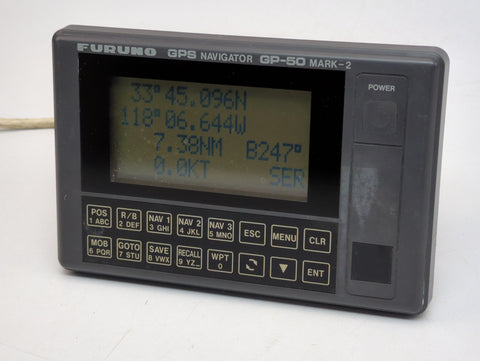 FURUNO GPS NAVIGATOR GP-50 MARK-2
POWER
33°45.096N
118°06.644W
7.38NM B247°
0.0KT SER
POS R/B NAV 1 NAV 2 NAV 3 ESC MENU CLR
1 ABC 2 DEF 3 GHI 4 JKL 5 MNO
MOB GOTO SAVE RECALL WPT ENT
6 PQR 7 STU 8 VWX 9 YZ_ 0